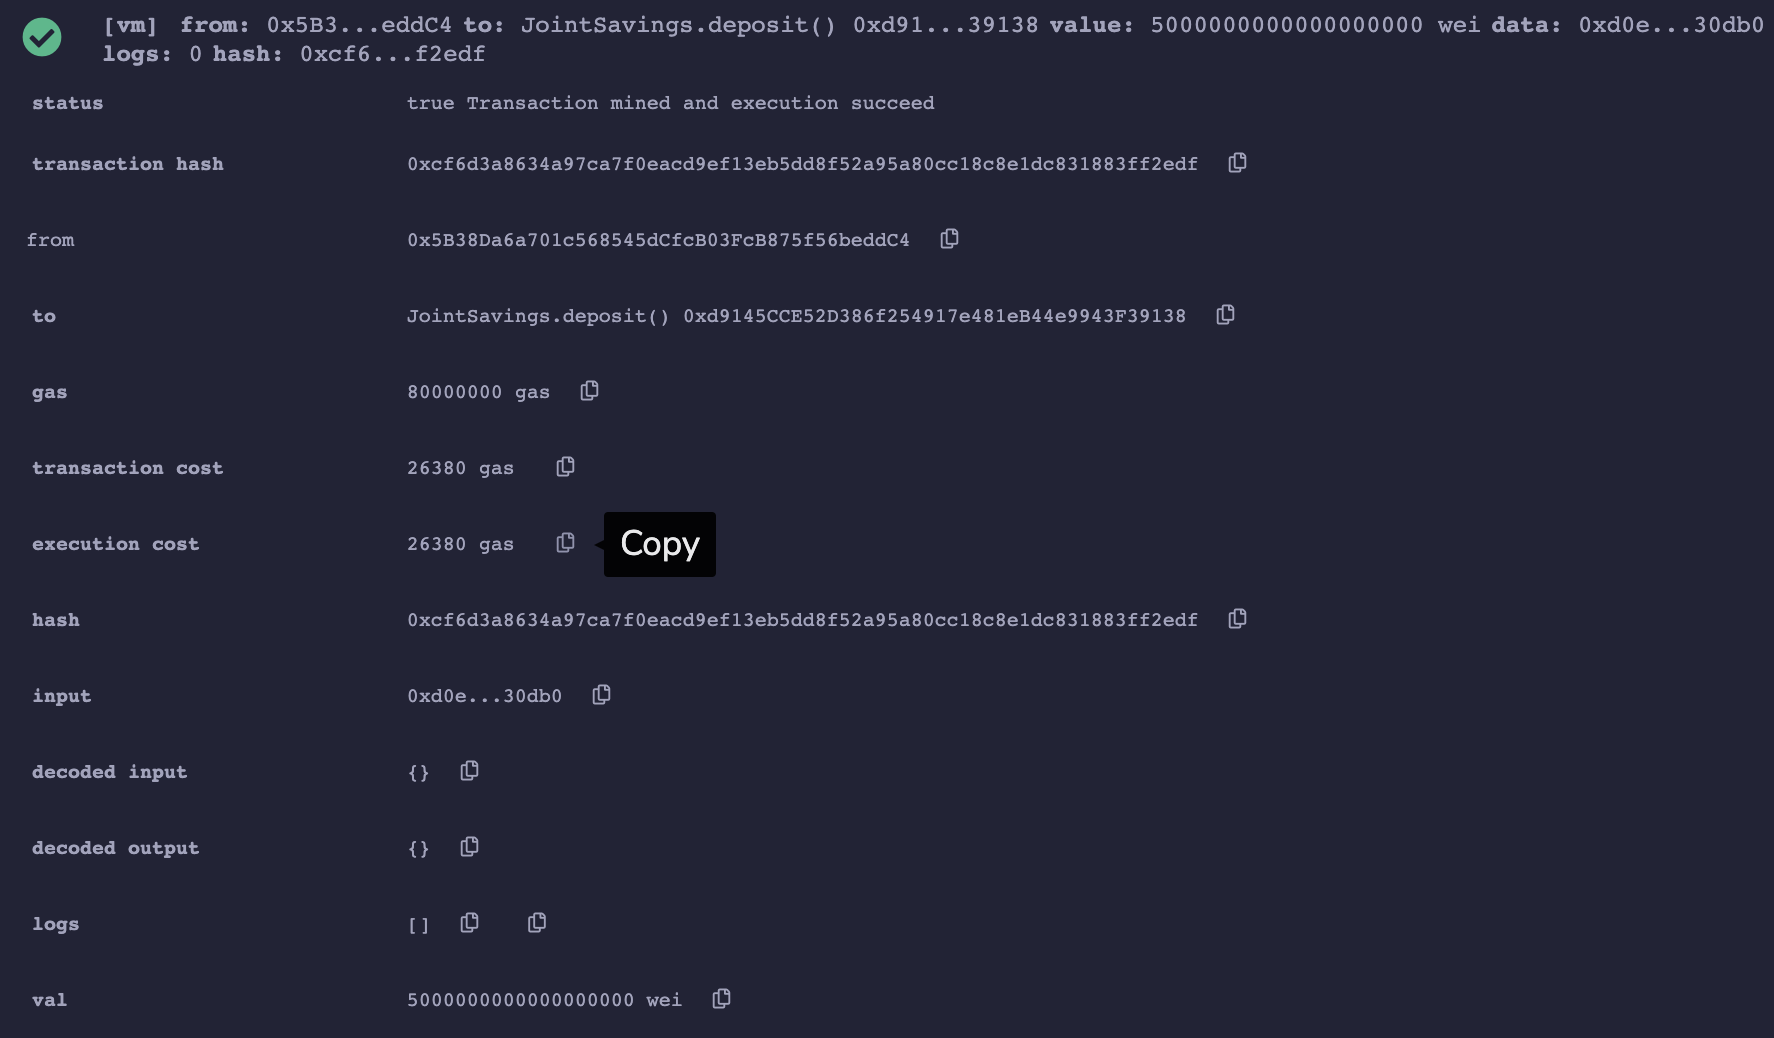 [vm] from: 0x5B3...eddC4 to: JointSavings.deposit() 0xd91...39138 value: 5000000000000000000 wei data: 0xd0e...30db0
logs: 0 hash: 0xcf6...f2edf
status true Transaction mined and execution succeed
transaction hash 0xcf6d3a8634a97ca7f0eacd9ef13eb5dd8f52a95a80cc18c8e1dc831883ff2edf
from 0x5B38Da6a701c568545dCfcB03FcB875f56beddC4
to JointSavings.deposit() 0xd9145CCE52D386f254917e481eB44e9943F39138
gas 80000000 gas
transaction cost 26380 gas
execution cost 26380 gas Copy
hash 0xcf6d3a8634a97ca7f0eacd9ef13eb5dd8f52a95a80cc18c8e1dc831883ff2edf
input 0xd0e...30db0
decoded input {}
decoded output {}
logs []
val 5000000000000000000 wei